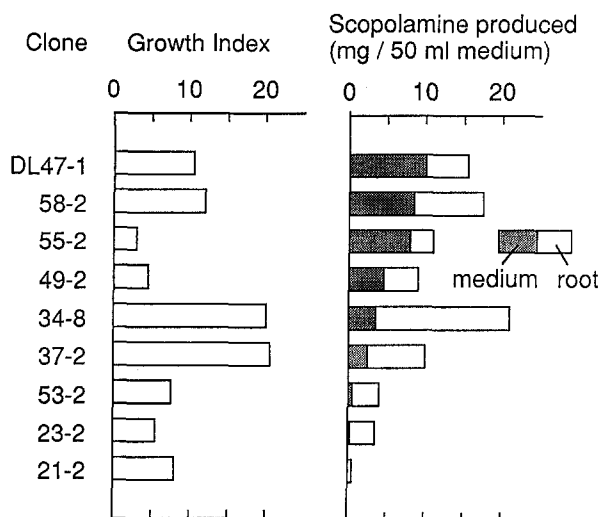 Clone Growth Index Scopolamine produced
(mg / 50 ml medium)
0 10 20 0 10 20
DL47-1
58-2
55-2
49-2
medium root
34-8
37-2
53-2
23-2
21-2